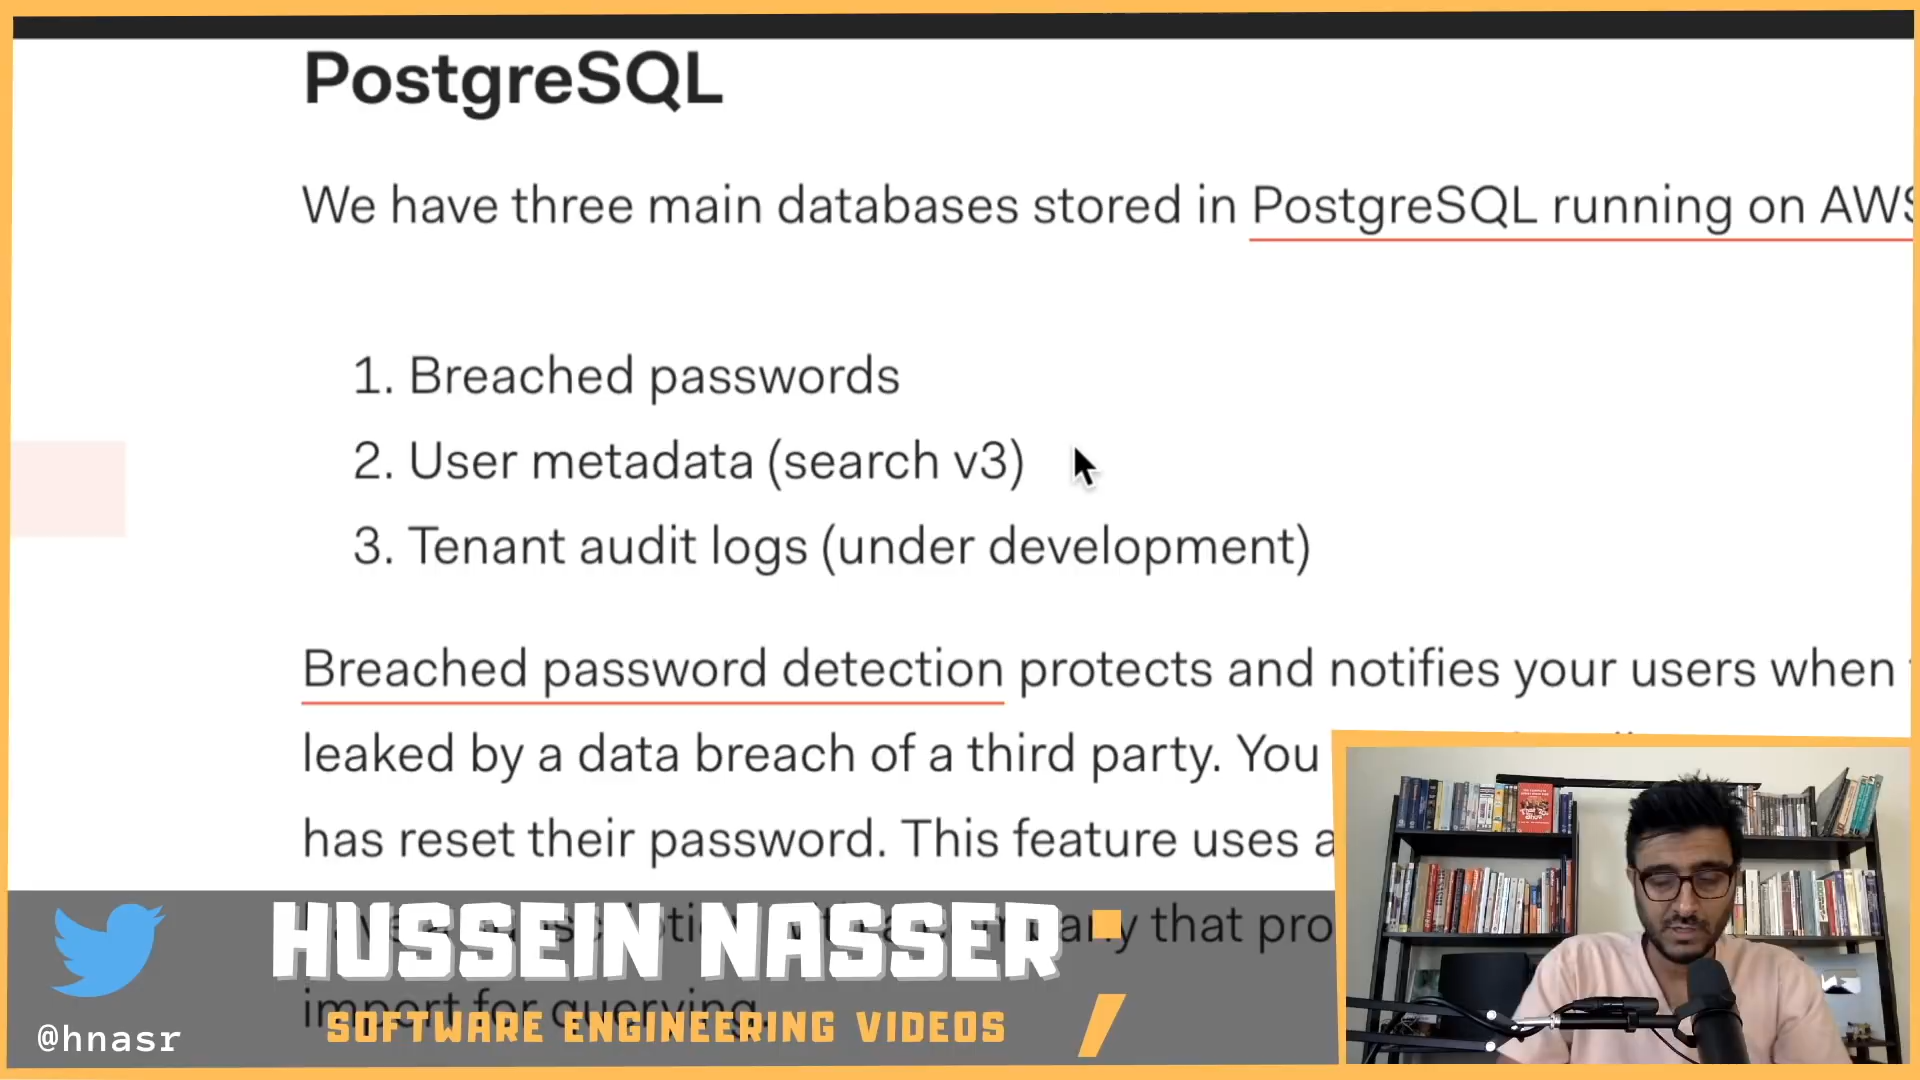 PostgreSQL
We have three main databases stored in PostgreSQL running on AWS
1. Breached passwords
2. User metadata (search v3)
3. Tenant audit logs (under development)
Breached password detection protects and notifies your users when
leaked by a data breach of a third party. You
has reset their password. This feature uses a
that pro
import for querying.
HUSSEIN NASSER
SOFTWARE ENGINEERING VIDEOS
@hnasr